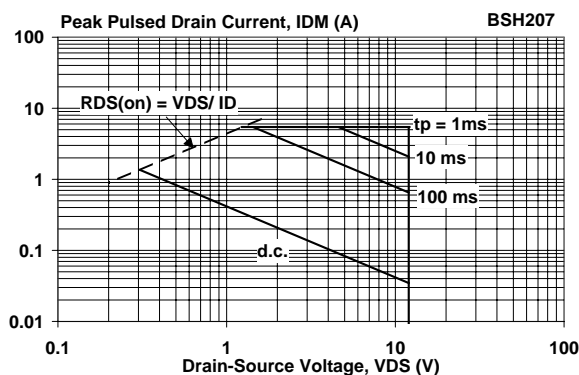 Peak Pulsed Drain Current, IDM (A) BSH207
100
RDS(on) = VDS/ ID
10
tp = 1ms
10 ms
1
100 ms
0.1
d.c.
0.01
0.1 1 10 100
Drain-Source Voltage, VDS (V)